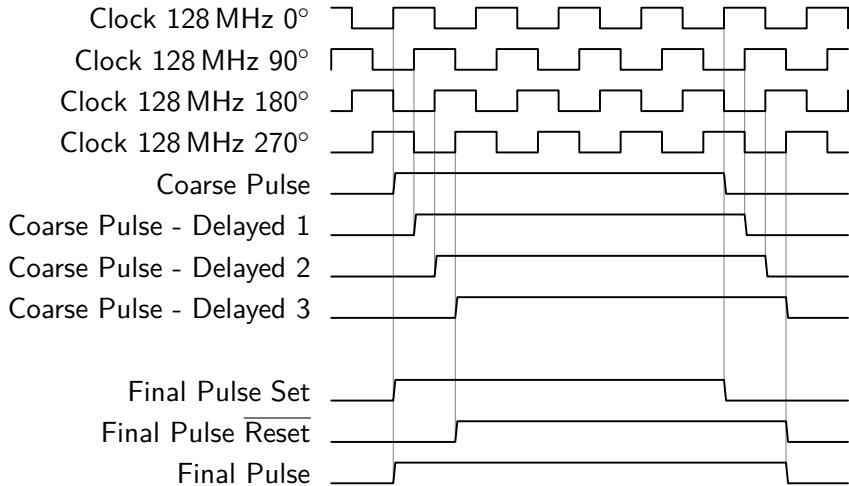 Clock 128 MHz 0°
Clock 128 MHz 90°
Clock 128 MHz 180°
Clock 128 MHz 270°
Coarse Pulse
Coarse Pulse - Delayed 1
Coarse Pulse - Delayed 2
Coarse Pulse - Delayed 3
Final Pulse Set
Final Pulse R̅e̅s̅e̅t̅
Final Pulse